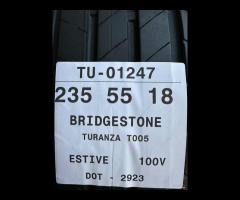 TU-01247
235 55 18
BRIDGESTONE
TURANZA T005
ESTIVE 100V
DOT - 2923